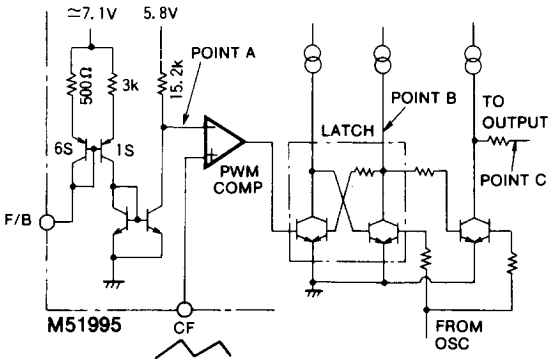 ≃7.1V
5.8V
POINT A
500Ω
3k
15.2k
6S
1S
F/B
PWM
COMP
LATCH
POINT B
TO
OUTPUT
POINT C
M51995
CF
FROM
OSC
−
+